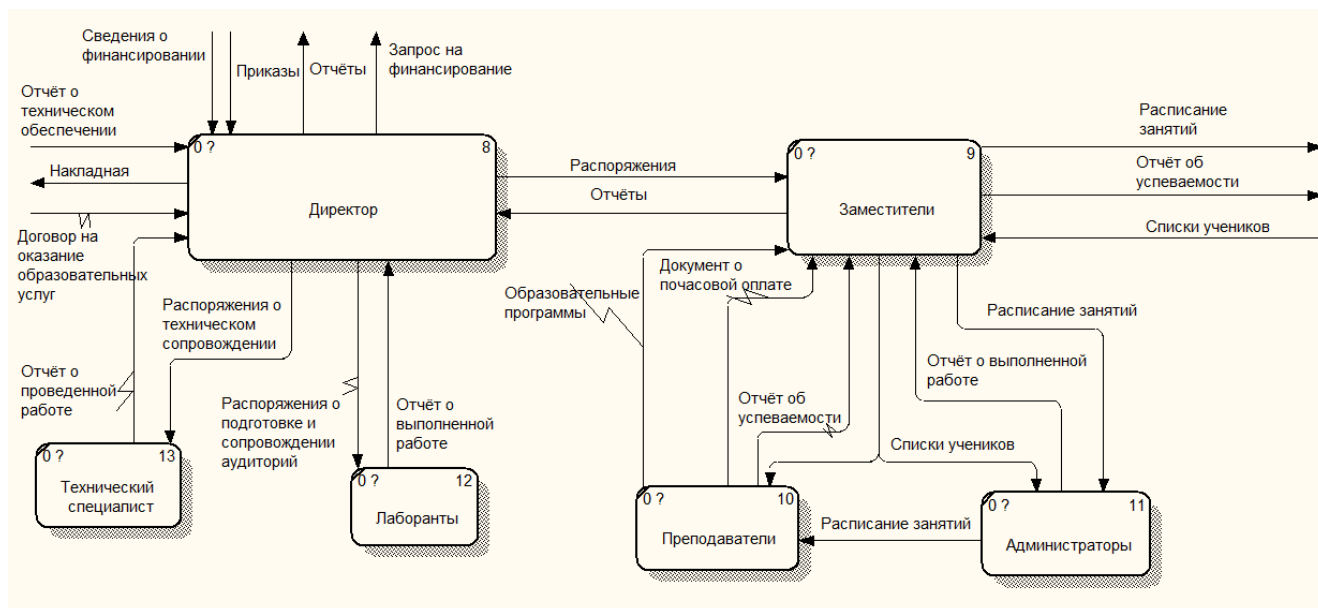 Сведения о
финансировании
Приказы
Отчёты
Запрос на
финансирование
Отчёт о
техническом
обеспечении
Накладная
Договор на
оказание
образовательных
услуг
0 ?
8
Директор
Распоряжения
Отчёты
0 ?
9
Заместители
Расписание
занятий
Отчёт об
успеваемости
Списки учеников
Распоряжения о
техническом
сопровождении
Отчёт о
проведенной
работе
Распоряжения о
подготовке и
сопровождении
аудиторий
Отчёт о
выполненной
работе
Образовательные
программы
Документ о
почасовой оплате
Отчёт об
успеваемости
Расписание занятий
Отчёт о выполненной
работе
Списки учеников
0 ?
13
Технический
специалист
0 ?
12
Лаборанты
0 ?
10
Преподаватели
Расписание занятий
0 ?
11
Администраторы